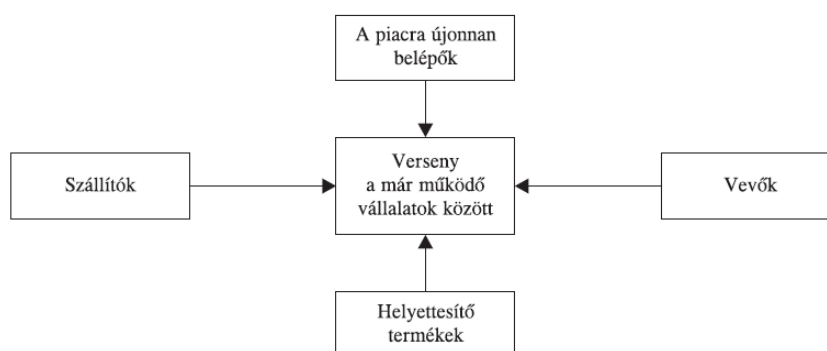 A piacra újonnan
belépők
Szállítók
Verseny
a már működő
vállalatok között
Vevők
Helyettesítő
termékek